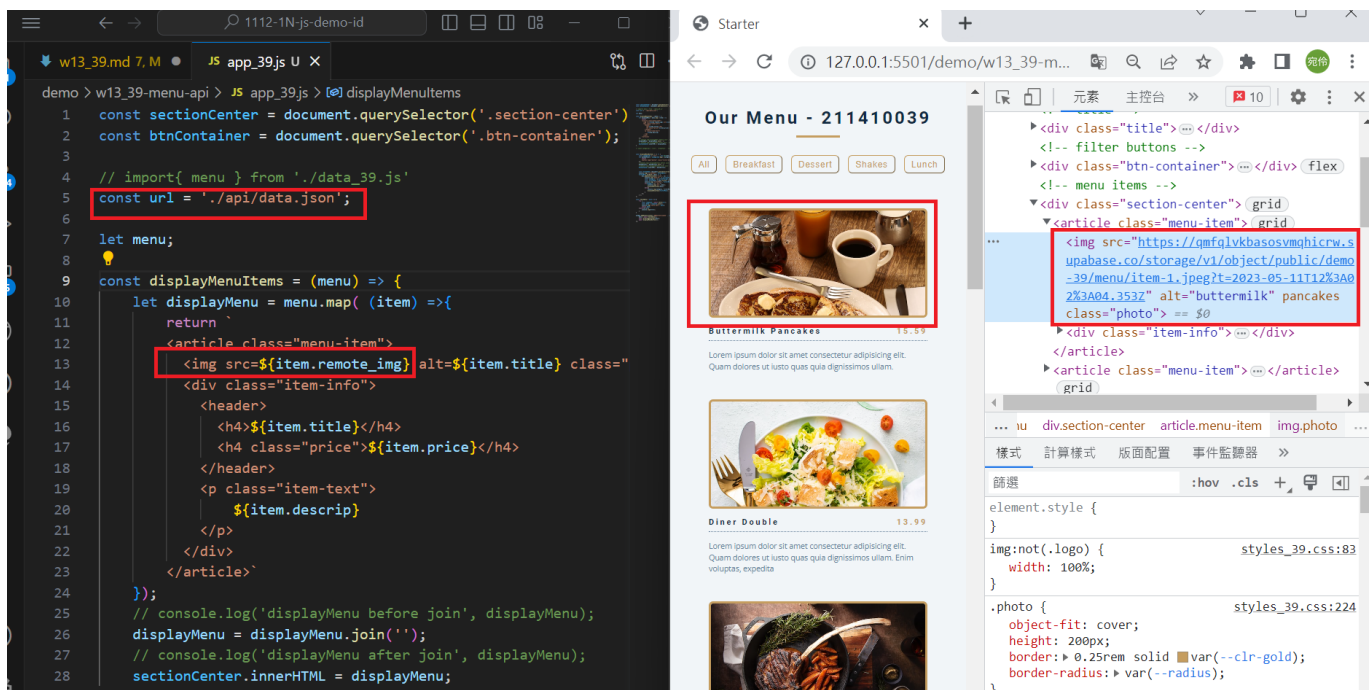 1112-1N-js-demo-id
w13_39.md 7, M
JS app_39.js U
demo > w13_39-menu-api > JS app_39.js > displayMenuItems
1 const sectionCenter = document.querySelector('.section-center')
2 const btnContainer = document.querySelector('.btn-container');
3
4 // import{ menu } from './data_39.js'
5 const url = './api/data.json';
6
7 let menu;
8
9 const displayMenuItems = (menu) => {
10 let displayMenu = menu.map( (item) =>{
11 return `
12 <article class="menu-item">
13 <img src=${item.remote_img} alt=${item.title} class="
14 <div class="item-info">
15 <header>
16 <h4>${item.title}</h4>
17 <h4 class="price">${item.price}</h4>
18 </header>
19 <p class="item-text">
20 ${item.descrip}
21 </p>
22 </div>
23 </article>`
24 });
25 // console.log('displayMenu before join', displayMenu);
26 displayMenu = displayMenu.join('');
27 // console.log('displayMenu after join', displayMenu);
28 sectionCenter.innerHTML = displayMenu;
Starter
127.0.0.1:5501/demo/w13_39-m...
宛伶
Our Menu - 211410039
All
Breakfast
Dessert
Shakes
Lunch
Buttermilk Pancakes 15.59
Lorem ipsum dolor sit amet consectetur adipisicing elit.
Quam dolores ut iusto quas quia dignissimos ullam.
Diner Double 13.99
Lorem ipsum dolor sit amet consectetur adipisicing elit.
Quam dolores ut iusto quas quia dignissimos ullam. Enim
voluptas, expedita
元素
主控台
»
10
<div class="title">…</div>
<!-- filter buttons -->
<div class="btn-container">…</div> flex
<!-- menu items -->
<div class="section-center"> grid
<article class="menu-item"> grid
<img src="https://qmfqlvkbasosvmqhicrw.s
upabase.co/storage/v1/object/public/demo
-39/menu/item-1.jpeg?t=2023-05-11T12%3A0
2%3A04.353Z" alt="buttermilk" pancakes
class="photo"> == $0
<div class="item-info">…</div>
</article>
<article class="menu-item">…</article>
grid
... nu div.section-center article.menu-item img.photo ...
樣式 計算樣式 版面配置 事件監聽器 »
篩選 :hov .cls +
element.style {
}
img:not(.logo) { styles_39.css:83
width: 100%;
}
.photo { styles_39.css:224
object-fit: cover;
height: 200px;
border: 0.25rem solid var(--clr-gold);
border-radius: var(--radius);
}